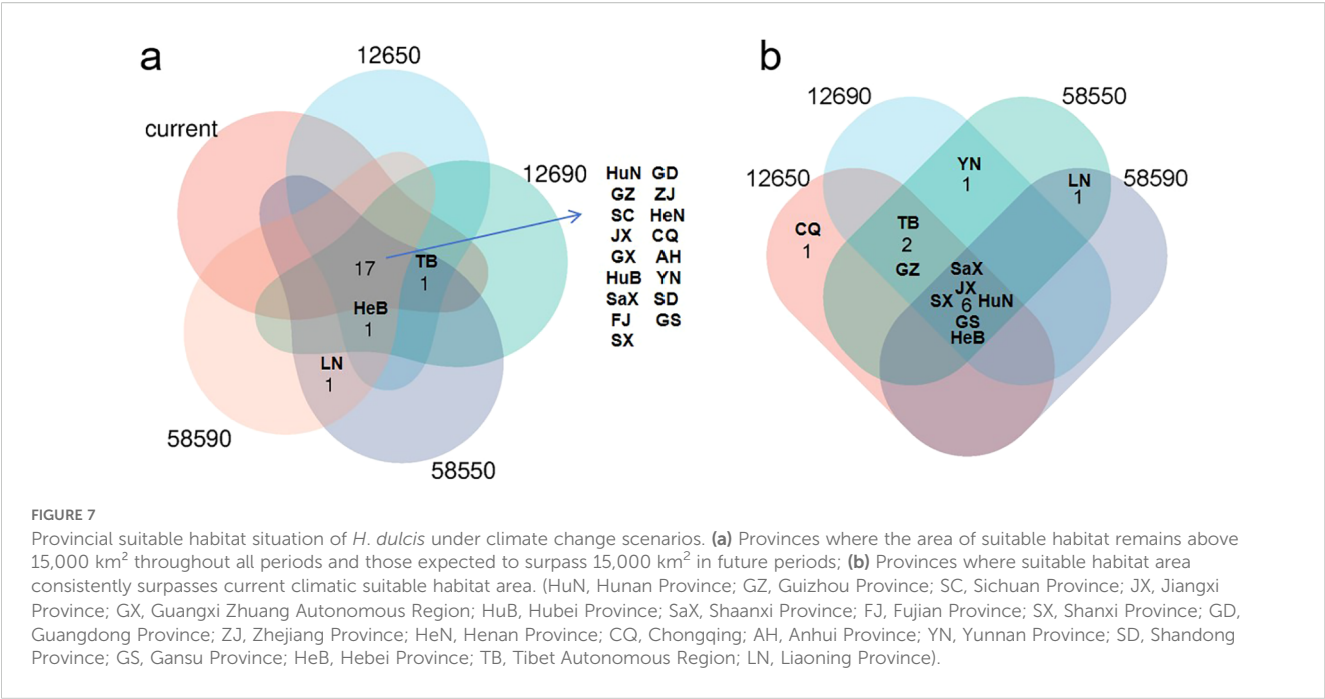 a
12650
current
12690
17
TB
1
HeB
1
LN
1
58590
58550
HuN GD
GZ ZJ
SC HeN
JX CQ
GX AH
HuB YN
SaX SD
FJ GS
SX
b
12690
58550
12650
58590
YN
1
LN
1
CQ
1
TB
2
GZ
SaX
JX
SX 6 HuN
GS
HeB
FIGURE 7
Provincial suitable habitat situation of H. dulcis under climate change scenarios. (a) Provinces where the area of suitable habitat remains above
15,000 km² throughout all periods and those expected to surpass 15,000 km² in future periods; (b) Provinces where suitable habitat area
consistently surpasses current climatic suitable habitat area. (HuN, Hunan Province; GZ, Guizhou Province; SC, Sichuan Province; JX, Jiangxi
Province; GX, Guangxi Zhuang Autonomous Region; HuB, Hubei Province; SaX, Shaanxi Province; FJ, Fujian Province; SX, Shanxi Province; GD,
Guangdong Province; ZJ, Zhejiang Province; HeN, Henan Province; CQ, Chongqing; AH, Anhui Province; YN, Yunnan Province; SD, Shandong
Province; GS, Gansu Province; HeB, Hebei Province; TB, Tibet Autonomous Region; LN, Liaoning Province).